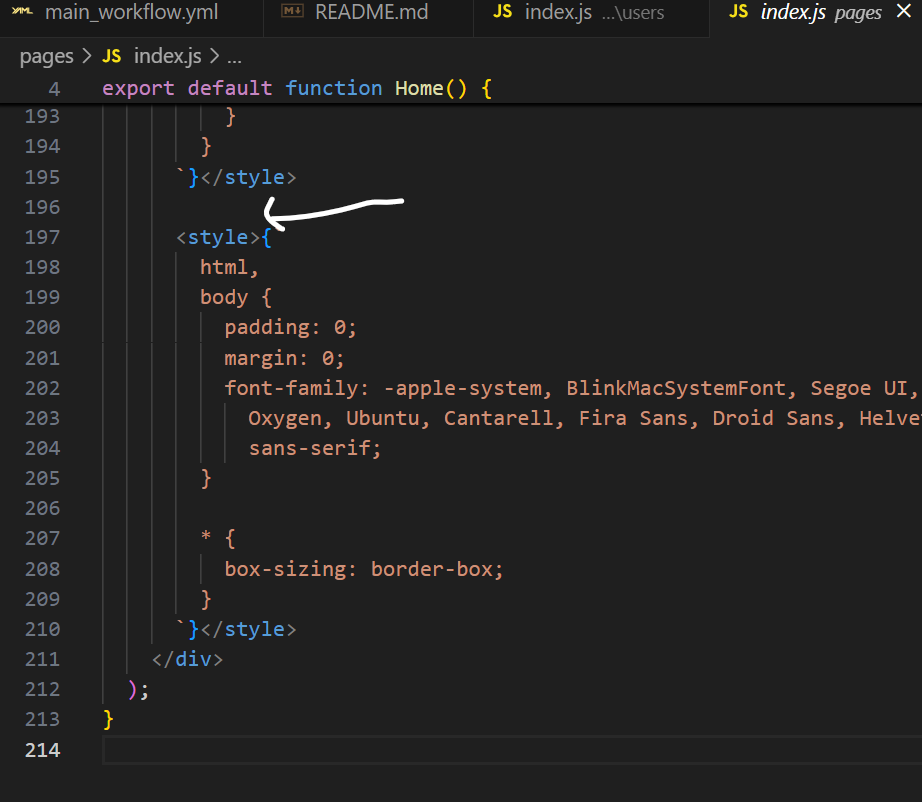 main_workflow.yml README.md JS index.js ...\users JS index.js pages
pages > JS index.js > ...
4 export default function Home() {
193 }
194 }
195 `}</style>
196
197 <style>{
198 html,
199 body {
200 padding: 0;
201 margin: 0;
202 font-family: -apple-system, BlinkMacSystemFont, Segoe UI,
203 Oxygen, Ubuntu, Cantarell, Fira Sans, Droid Sans,
204 sans-serif;
205 }
206
207 * {
208 box-sizing: border-box;
209 }
210 `}</style>
211 </div>
212 );
213 }
214